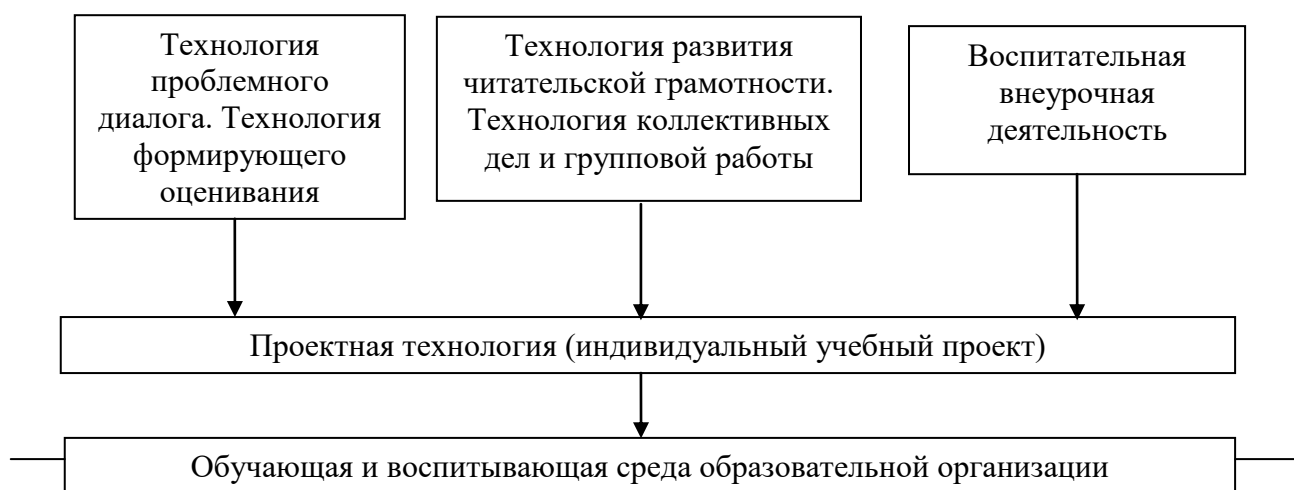 Технология
проблемного
диалога. Технология
формирующего
оценивания
Технология развития
читательской грамотности.
Технология коллективных
дел и групповой работы
Воспитательная
внеурочная
деятельность
Проектная технология (индивидуальный учебный проект)
Обучающая и воспитывающая среда образовательной организации